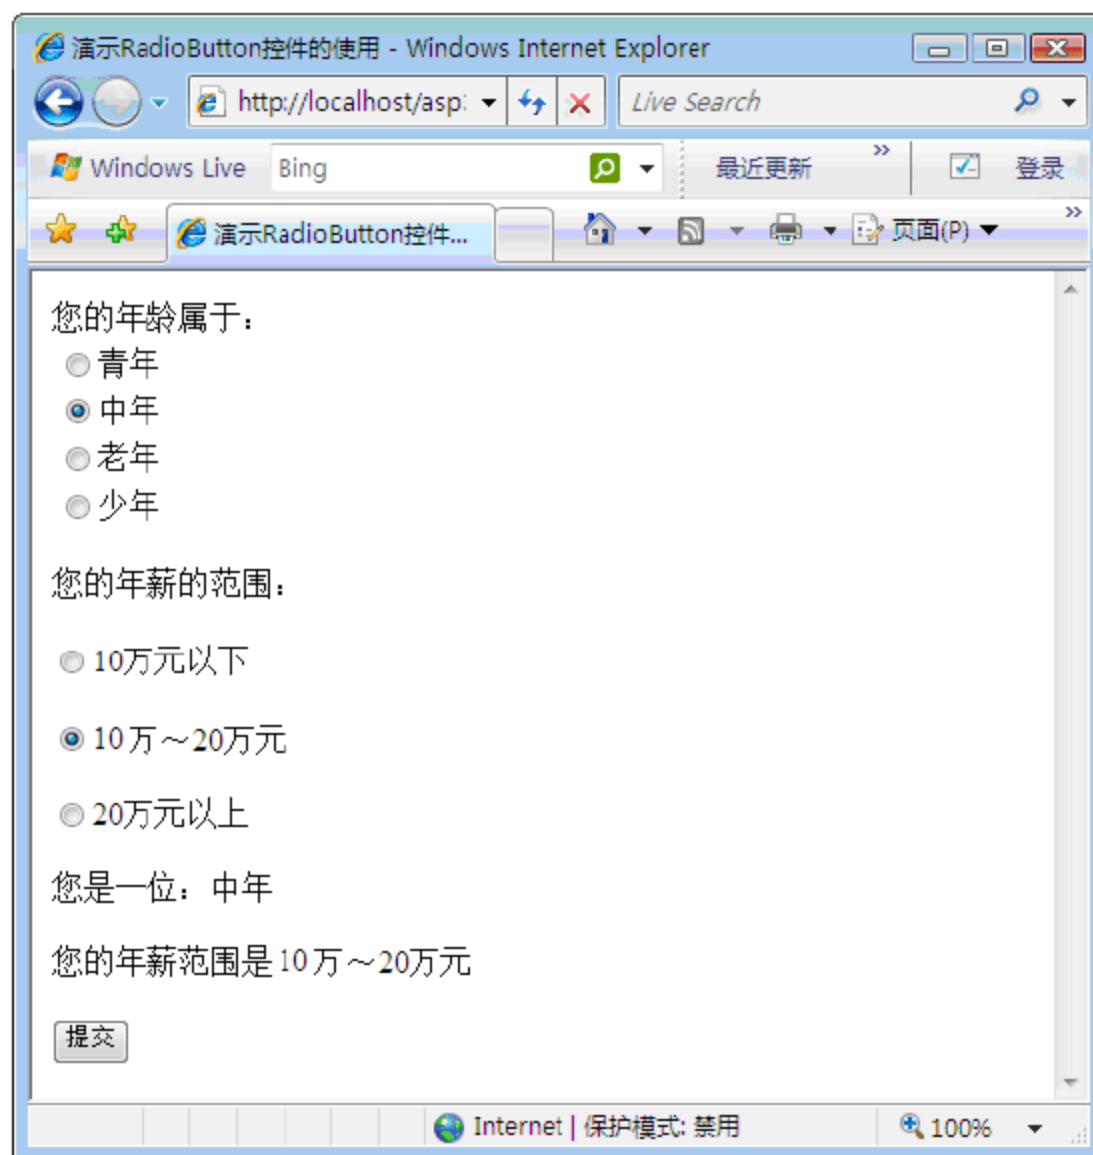 演示RadioButton控件的使用 - Windows Internet Explorer
http://localhost/asp Live Search
Windows Live Bing 最近更新 » 登录
演示RadioButton控件... 页面(P) »
您的年龄属于：
青年
中年
老年
少年
您的年薪的范围：
10万元以下
10万～20万元
20万元以上
您是一位：中年
您的年薪范围是10万～20万元
提交
Internet | 保护模式: 禁用 100%